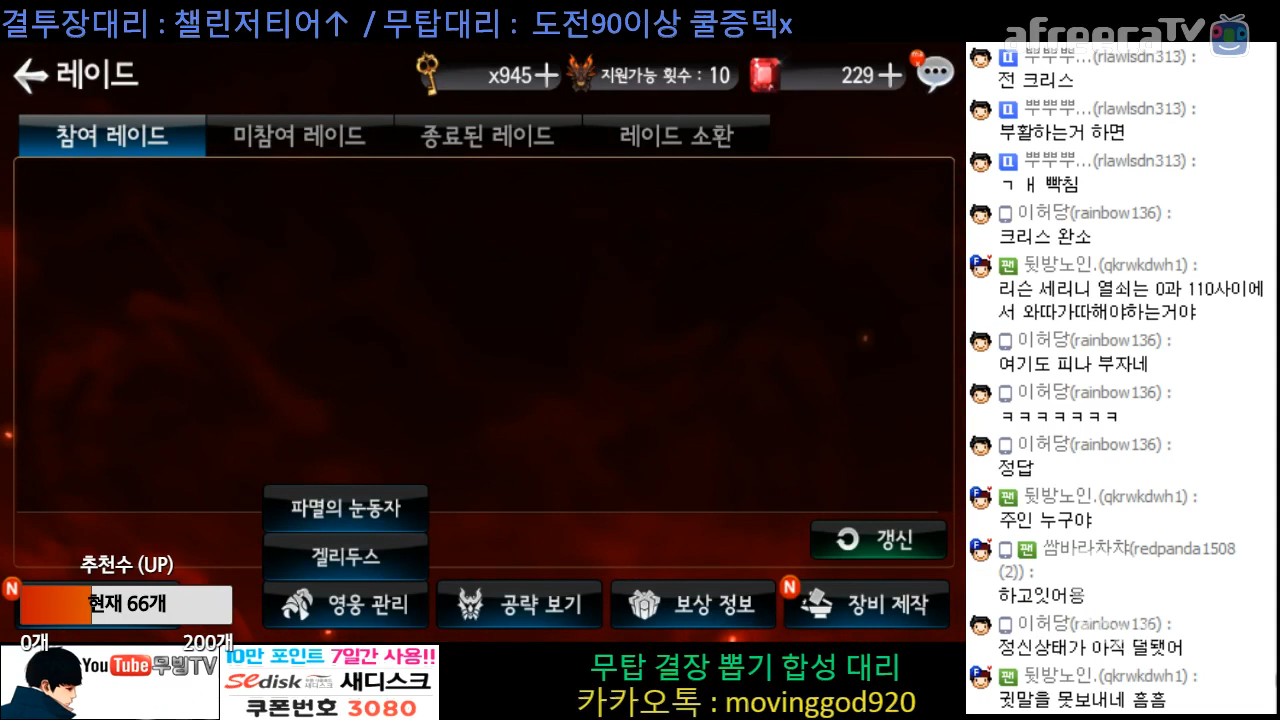 결투장대리 : 챌린저티어↑ / 무탑대리 : 도전90이상 쿨증덱x
afreecaTV
레이드
x945
지원가능 횟수 : 10
229
참여 레이드
미참여 레이드
종료된 레이드
레이드 소환
파멸의 눈동자
겔리두스
갱신
영웅 관리
공략 보기
보상 정보
장비 제작
N
N
추천수 (UP)
현재 66개
0개
200개
YouTube 무빙TV
10만 포인트 7일간 사용!!
Sedisk 새디스크
쿠폰번호 3080
무탑 결장 뽑기 합성 대리
카카오톡 : movinggod920
뿌뿌뿌...(rlawlsdn313) :
전 크리스
뿌뿌뿌...(rlawlsdn313) :
부활하는거 하면
뿌뿌뿌...(rlawlsdn313) :
ㄱ ㅐ 빡침
이허당(rainbow136) :
크리스 완소
팬 뒷방노인.(qkrwkdwh1) :
리슨 세리니 열쇠는 0과 110사이에
서 와따가따해야하는거야
이허당(rainbow136) :
여기도 피나 부자네
이허당(rainbow136) :
ㅋㅋㅋㅋㅋㅋㅋ
이허당(rainbow136) :
정답
팬 뒷방노인.(qkrwkdwh1) :
주인 누구야
팬 쌈바라차챠(redpanda1508
(2)) :
하고잇어용
이허당(rainbow136) :
정신상태가 아직 덜됐어
팬 뒷방노인.(qkrwkdwh1) :
귓말을 못보내네 흠흠